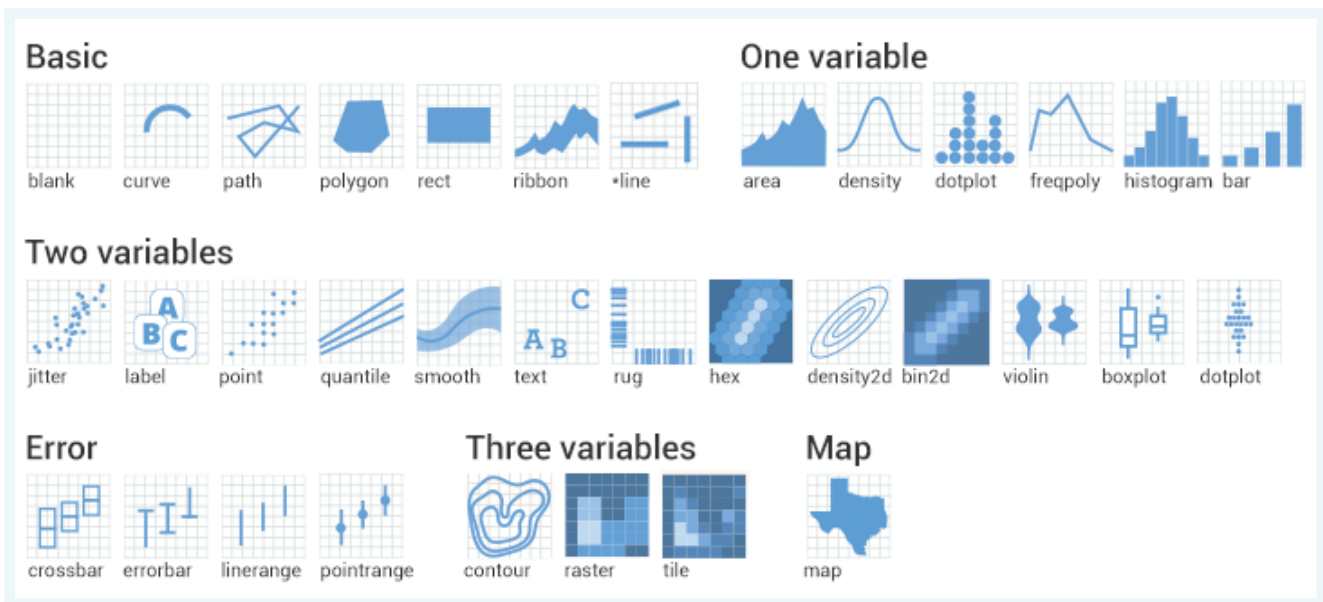 Basic
blank curve path polygon rect ribbon *line
One variable
area density dotplot freqpoly histogram bar
Two variables
A
B C
C
A B
jitter label point quantile smooth text rug hex density2d bin2d violin boxplot dotplot
Error
crossbar errorbar linerange pointrange
Three variables
contour raster tile
Map
map